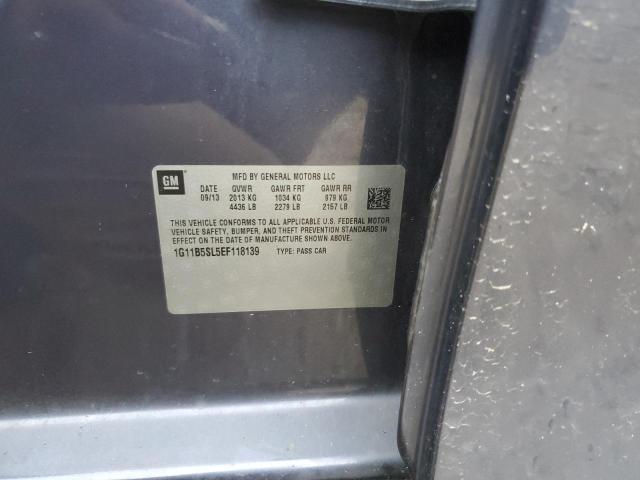 GM
MFD BY GENERAL MOTORS LLC
DATE GVWR GAWR FRT GAWR RR
09/13 2013 KG 1034 KG 979 KG
4436 LB 2279 LB 2157 LB
THIS VEHICLE CONFORMS TO ALL APPLICABLE U.S. FEDERAL MOTOR
VEHICLE SAFETY, BUMPER, AND THEFT PREVENTION STANDARDS
IN EFFECT ON THE DATE OF MANUFACTURE SHOWN ABOVE.
1G11B5SL5EF118139 TYPE: PASS CAR